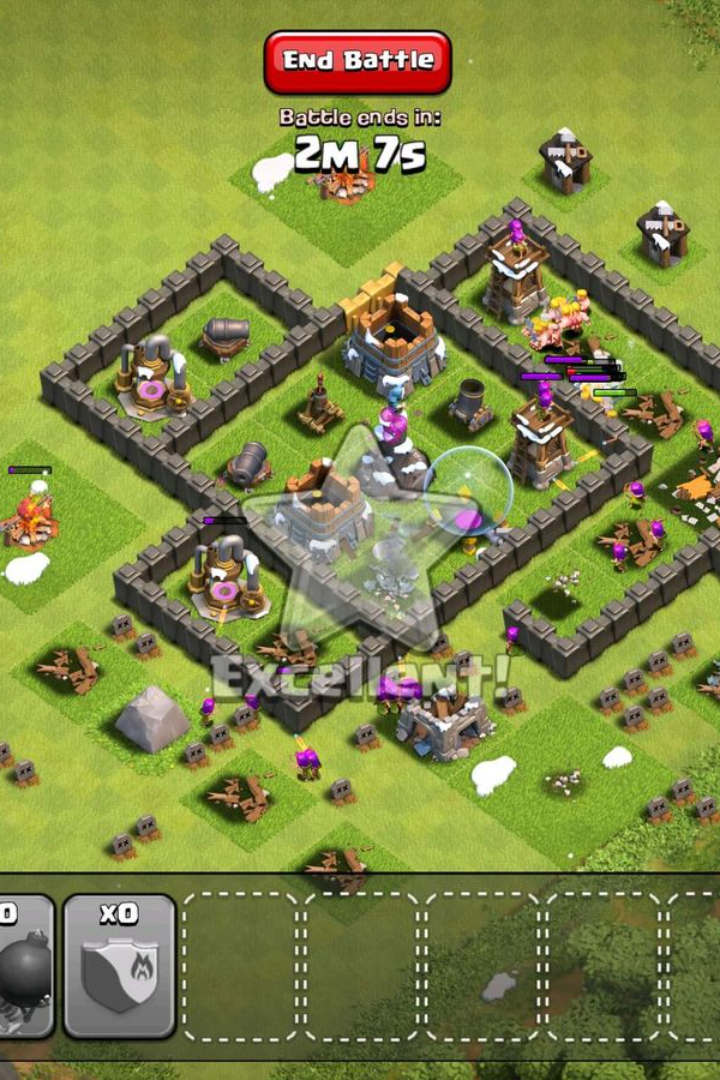 End Battle
Battle ends in:
2M 7s
Excellent!
x0